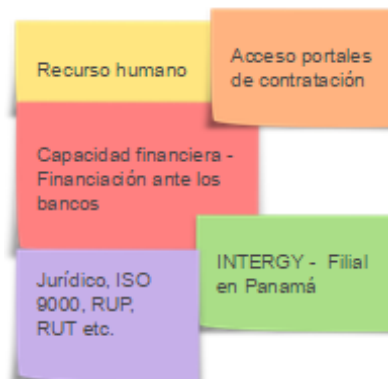 Recurso humano
Acceso portales
de contratación
Capacidad financiera -
Financiación ante los
bancos
INTERGY - Filial
en Panamá
Jurídico, ISO
9000, RUP,
RUT etc.